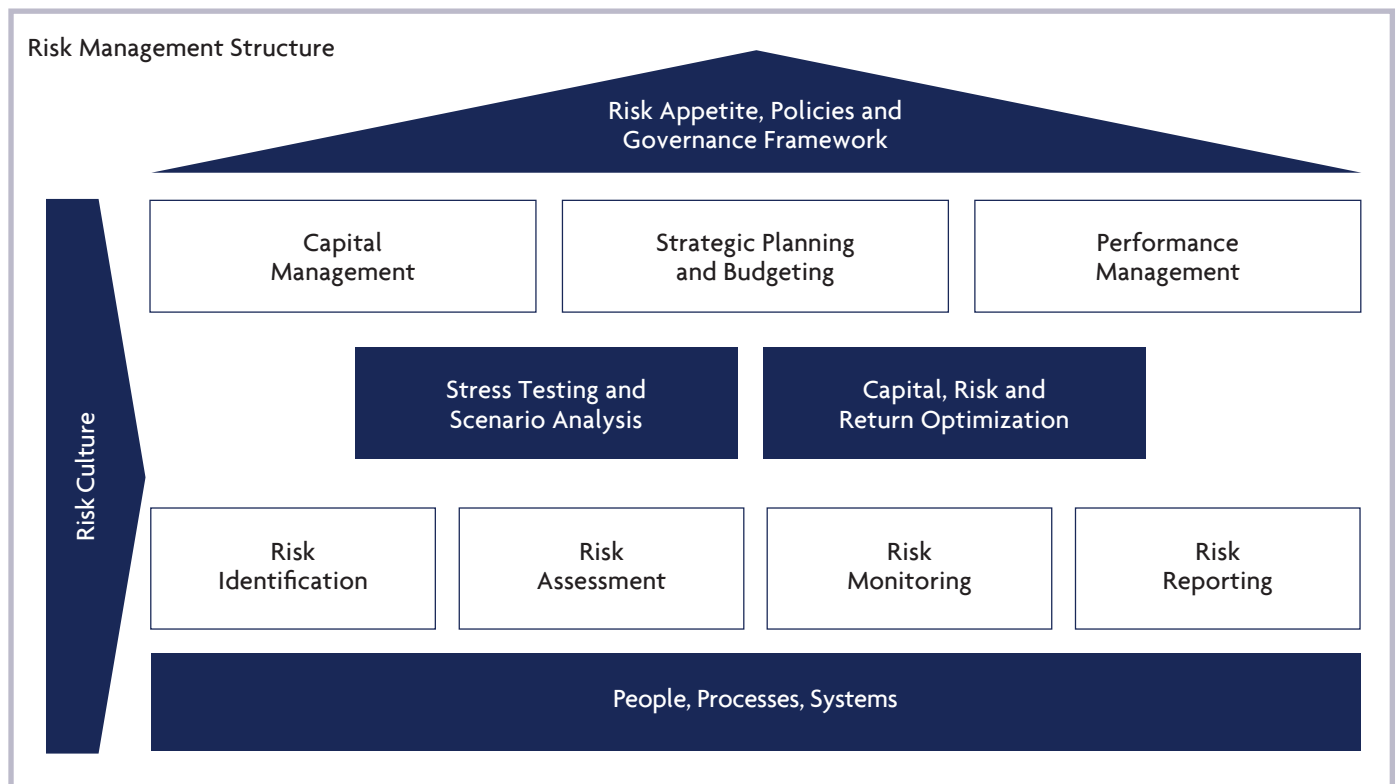 Risk Management Structure
Risk Appetite, Policies and
Governance Framework
Capital
Management
Strategic Planning
and Budgeting
Performance
Management
Stress Testing and
Scenario Analysis
Capital, Risk and
Return Optimization
Risk Culture
Risk
Identification
Risk
Assessment
Risk
Monitoring
Risk
Reporting
People, Processes, Systems